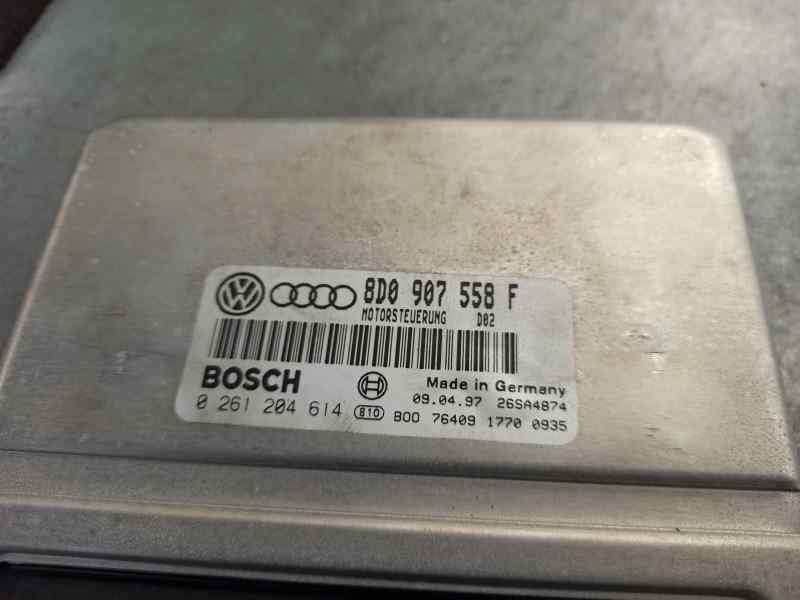 8D0 907 558 F
MOTORSTEUERUNG D02
BOSCH Made in Germany
09.04.97 26SA4874
0 261 204 614 810 B00 76409 1770 0935